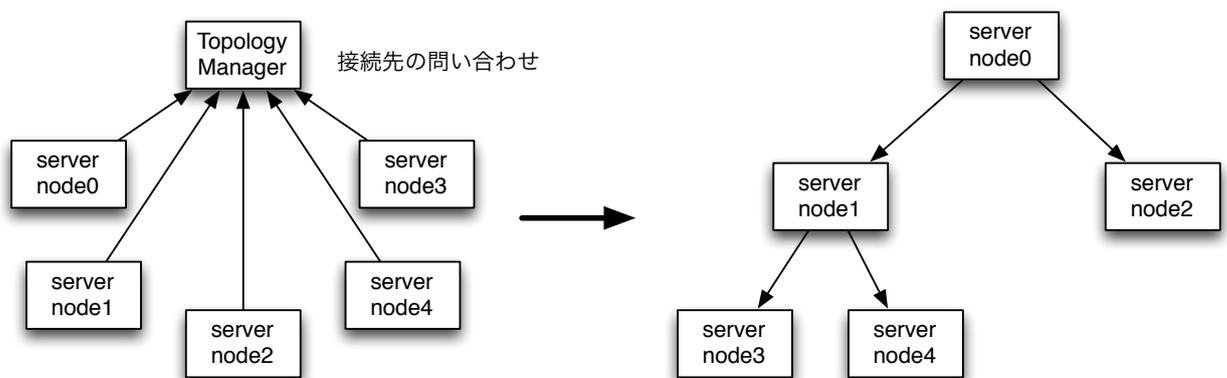 Topology
Manager
接続先の問い合わせ
server
node0
server
node3
server
node1
server
node4
server
node2
server
node0
server
node1
server
node2
server
node3
server
node4